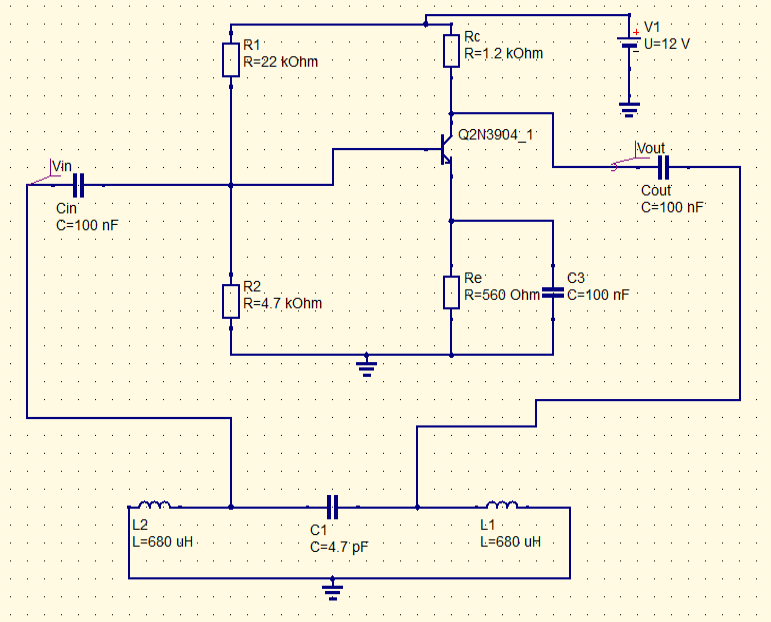 R1
R=22 kOhm
Rc
R=1.2 kOhm
V1
U=12 V
+
-
Q2N3904_1
Vin
Cin
C=100 nF
Vout
Cout
C=100 nF
R2
R=4.7 kOhm
Re
R=560 Ohm
C3
C=100 nF
L2
L=680 uH
C1
C=4.7 pF
L1
L=680 uH